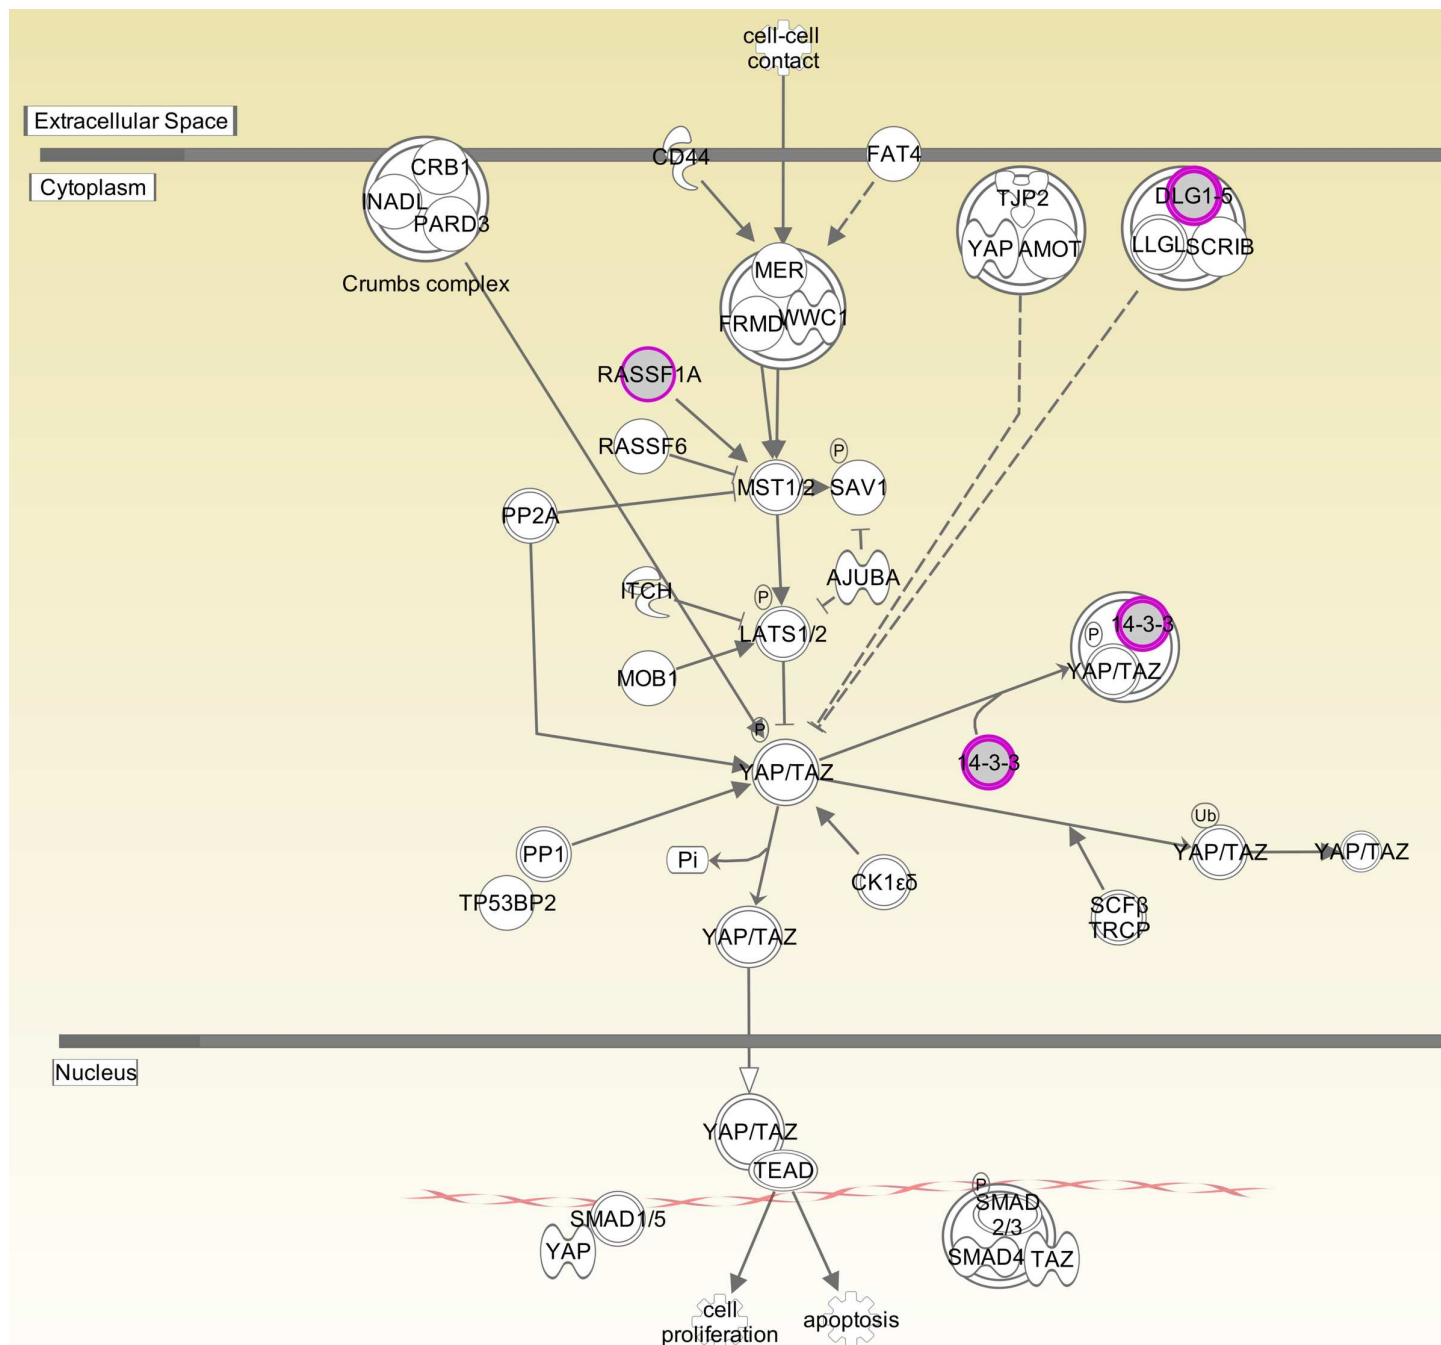 cell-cell
contact
Extracellular Space
CRB1
CD44
FAT4
Cytoplasm
INADL
PARD3
TJP2
DLG1-5
YAP
AMOT
LLGL
SCRIB
Crumbs complex
MER
FRMD
WWC1
RASSF1A
RASSF6
P
MST1/2
SAV1
PP2A
ITCH
AJUBA
P
LATS1/2
MOB1
14-3-3
P
YAP/TAZ
P
YAP/TAZ
14-3-3
Ub
YAP/TAZ
YAP/TAZ
PP1
Pi
CK1εδ
TP53BP2
SCFβ
TRCP
YAP/TAZ
Nucleus
YAP/TAZ
TEAD
P
SMAD
2/3
SMAD1/5
YAP
SMAD4
TAZ
cell
proliferation
apoptosis